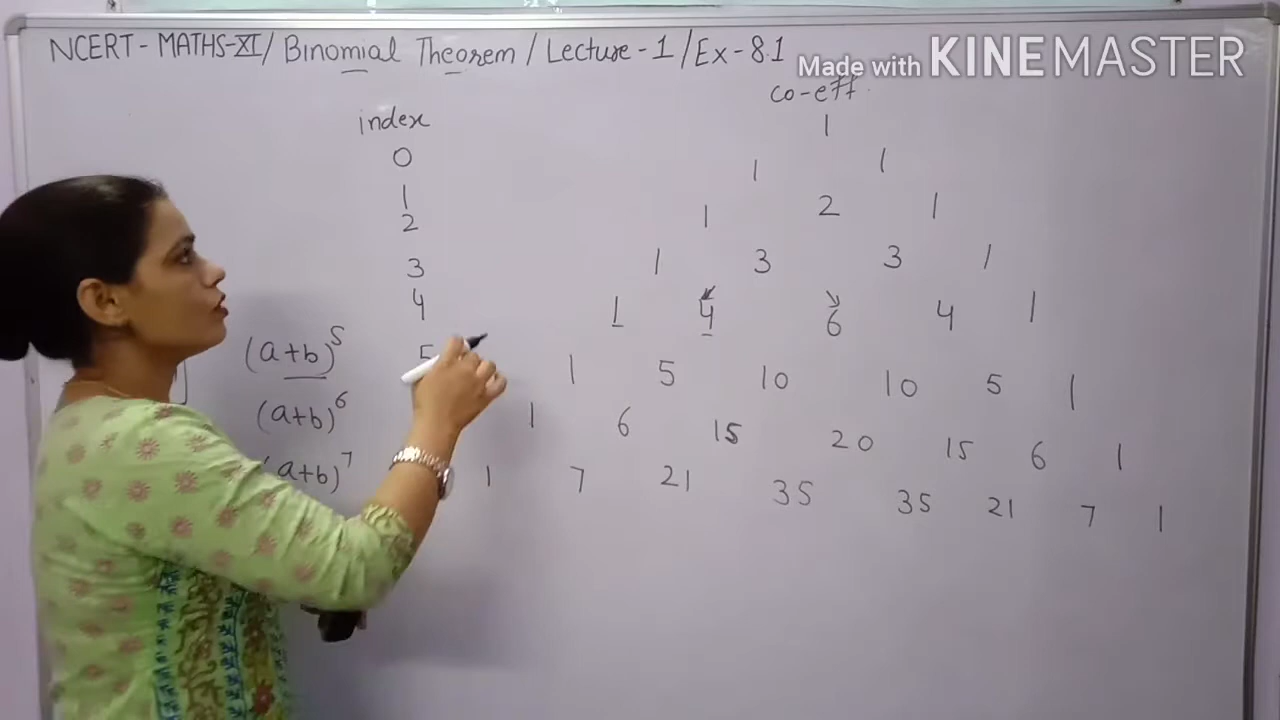 NCERT - MATHS-XI / Binomial Theorem / Lecture - 1 / Ex - 8.1
Made with KINEMASTER
index co-eff.
0 1
1 1 1
2 1 2 1
3 1 3 3 1
4 1 4 6 4 1
(a+b)^5 5 1 5 10 10 5 1
(a+b)^6 1 6 15 20 15 6 1
(a+b)^7 1 7 21 35 35 21 7 1